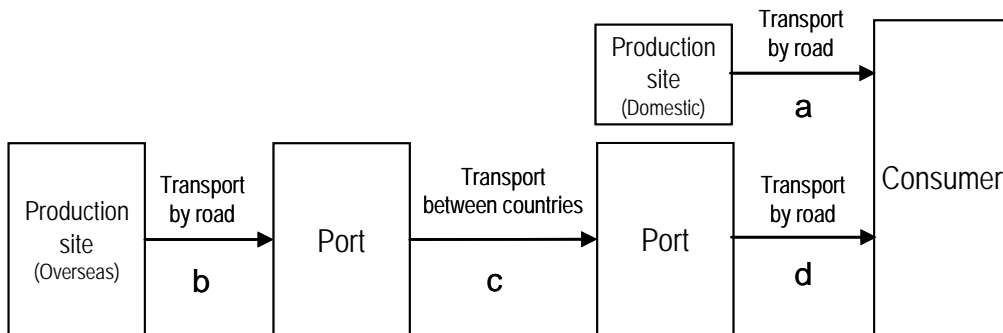 Production
site
(Domestic)
Transport
by road
a
Production
site
(Overseas)
Transport
by road
b
Port
Transport
between countries
c
Port
Transport
by road
d
Consumer